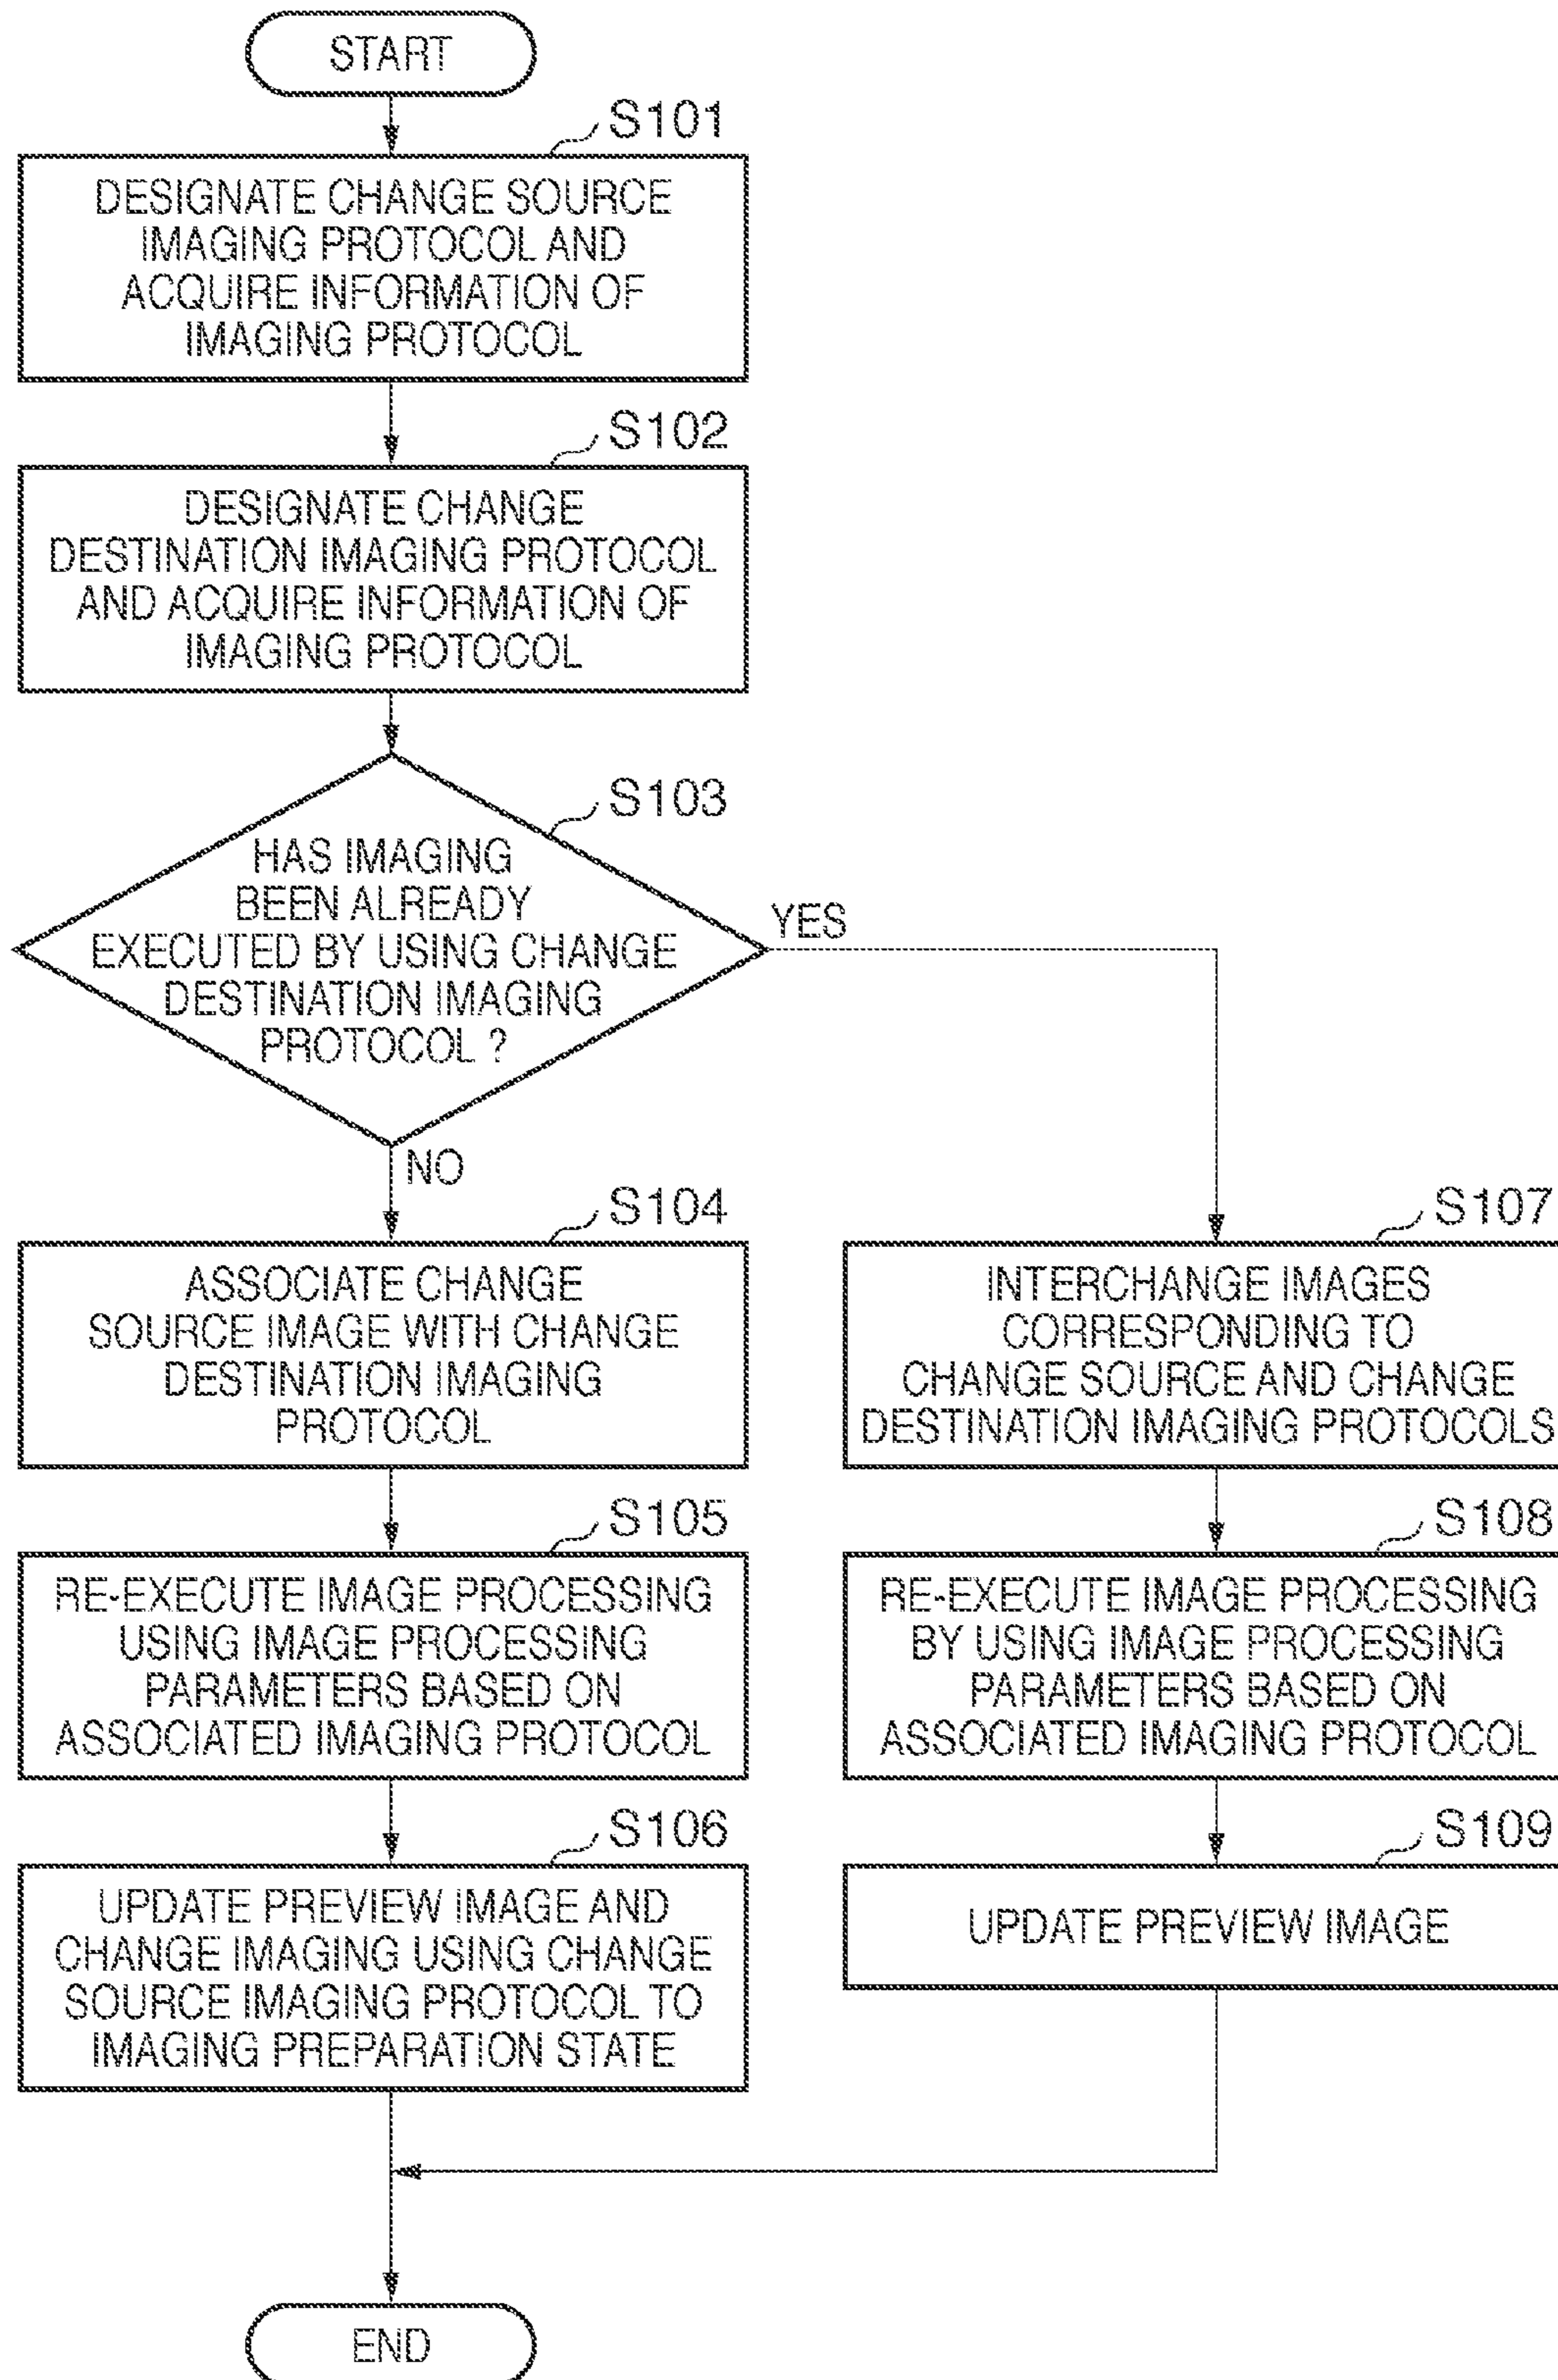 START
S101
DESIGNATE CHANGE SOURCE
IMAGING PROTOCOL AND
ACQUIRE INFORMATION OF
IMAGING PROTOCOL
S102
DESIGNATE CHANGE
DESTINATION IMAGING PROTOCOL
AND ACQUIRE INFORMATION OF
IMAGING PROTOCOL
S103
HAS IMAGING
BEEN ALREADY
EXECUTED BY USING CHANGE
DESTINATION IMAGING
PROTOCOL ?
YES
NO
S104
ASSOCIATE CHANGE
SOURCE IMAGE WITH CHANGE
DESTINATION IMAGING
PROTOCOL
S105
RE-EXECUTE IMAGE PROCESSING
USING IMAGE PROCESSING
PARAMETERS BASED ON
ASSOCIATED IMAGING PROTOCOL
S106
UPDATE PREVIEW IMAGE AND
CHANGE IMAGING USING CHANGE
SOURCE IMAGING PROTOCOL TO
IMAGING PREPARATION STATE
S107
INTERCHANGE IMAGES
CORRESPONDING TO
CHANGE SOURCE AND CHANGE
DESTINATION IMAGING PROTOCOLS
S108
RE-EXECUTE IMAGE PROCESSING
BY USING IMAGE PROCESSING
PARAMETERS BASED ON
ASSOCIATED IMAGING PROTOCOL
S109
UPDATE PREVIEW IMAGE
END